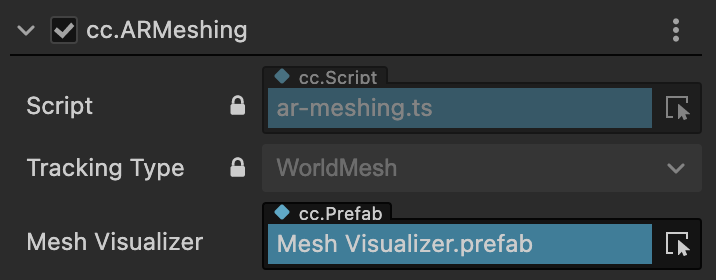 cc.ARMeshing
cc.Script
Script ar-meshing.ts
Tracking Type WorldMesh
cc.Prefab
Mesh Visualizer Mesh Visualizer.prefab